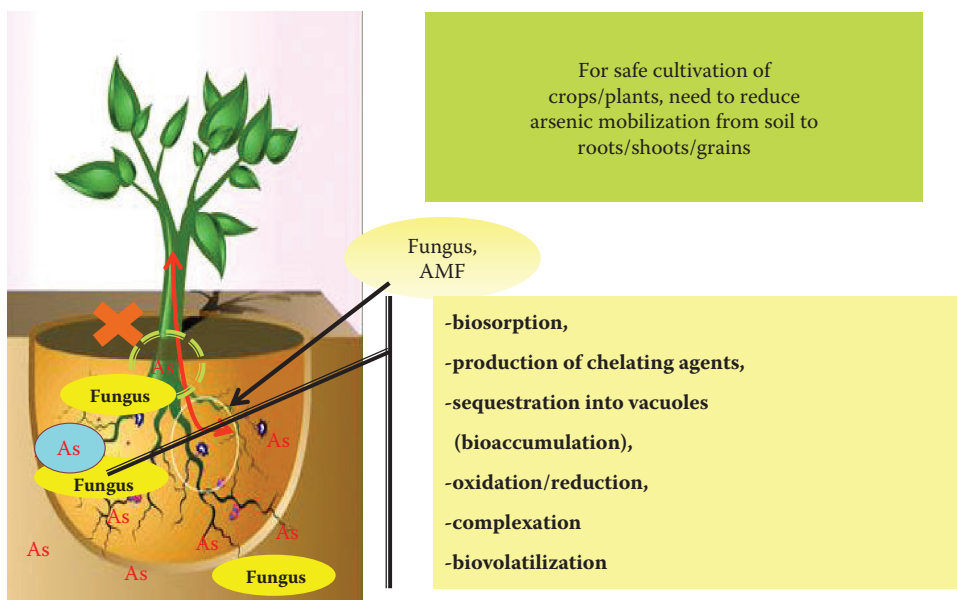 For safe cultivation of
crops/plants, need to reduce
arsenic mobilization from soil to
roots/shoots/grains
Fungus,
AMF
-biosorption,
-production of chelating agents,
-sequestration into vacuoles
(bioaccumulation),
-oxidation/reduction,
-complexation
-biovolatilization
As
Fungus
As
As
Fungus
As
As
As
As
Fungus